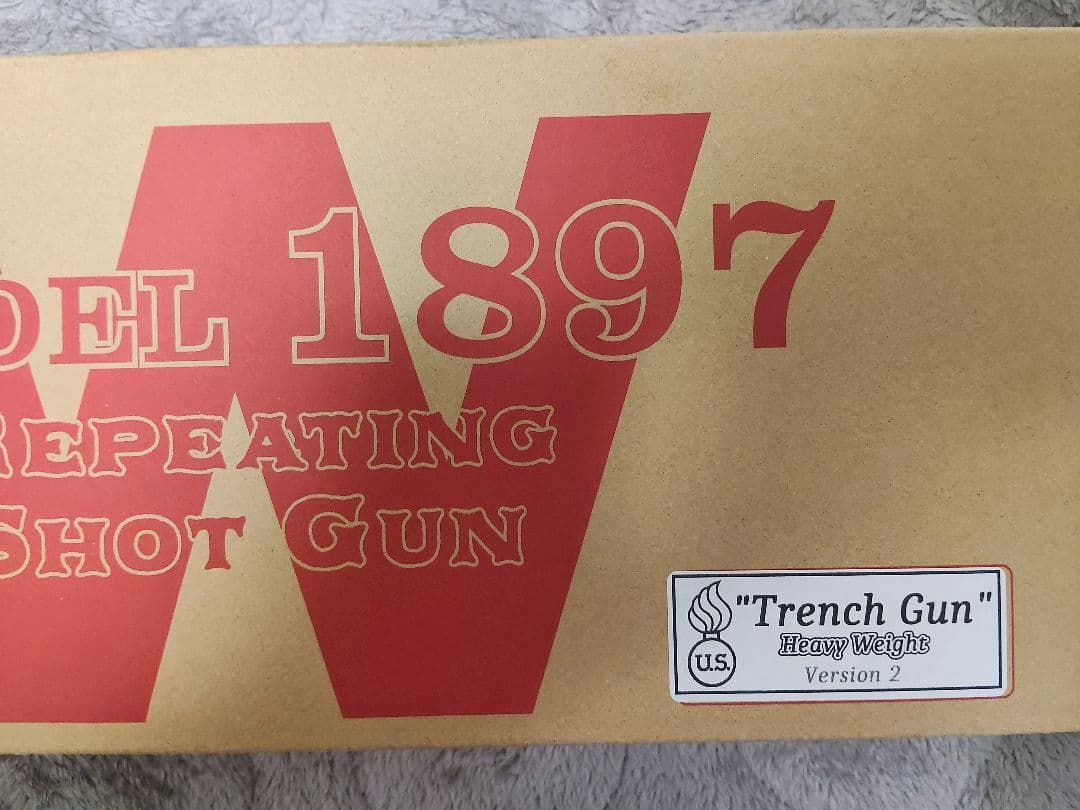 DEL 1897
REPEATING
SHOT GUN
"Trench Gun"
Heavy Weight
U.S.
Version 2